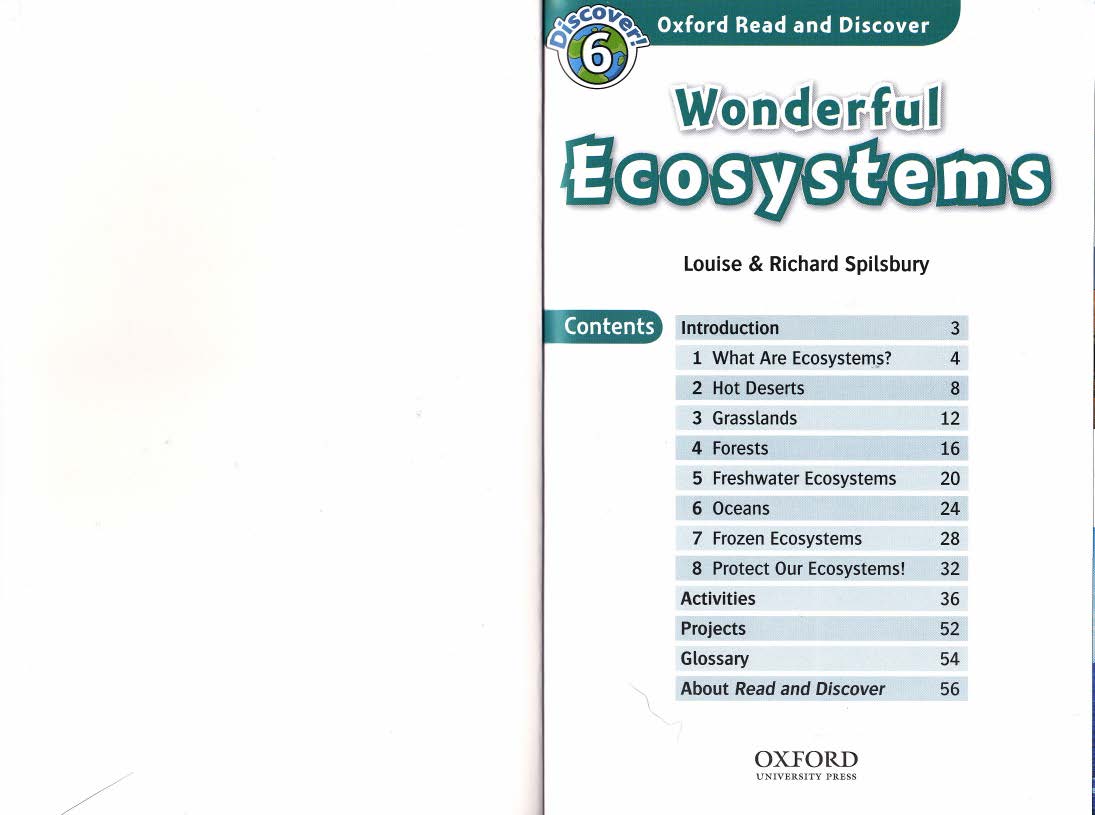 Discover!
6
Oxford Read and Discover
Wonderful
Ecosystems
Louise & Richard Spilsbury
Contents
Introduction 3
1 What Are Ecosystems? 4
2 Hot Deserts 8
3 Grasslands 12
4 Forests 16
5 Freshwater Ecosystems 20
6 Oceans 24
7 Frozen Ecosystems 28
8 Protect Our Ecosystems! 32
Activities 36
Projects 52
Glossary 54
About Read and Discover 56
OXFORD
UNIVERSITY PRESS